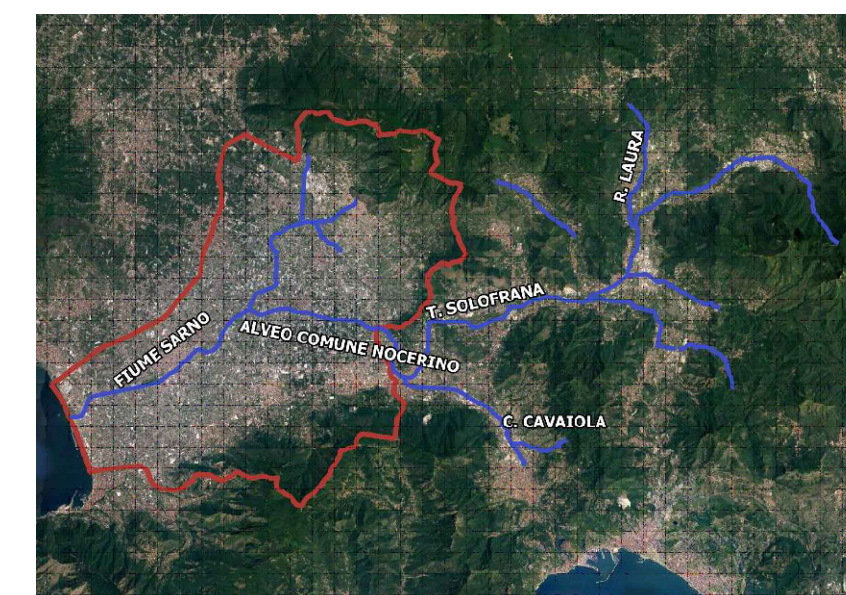 R. LAURA
T. SOLOFRANA
FIUME SARNO
ALVEO COMUNE NOCERINO
C. CAVAIOLA